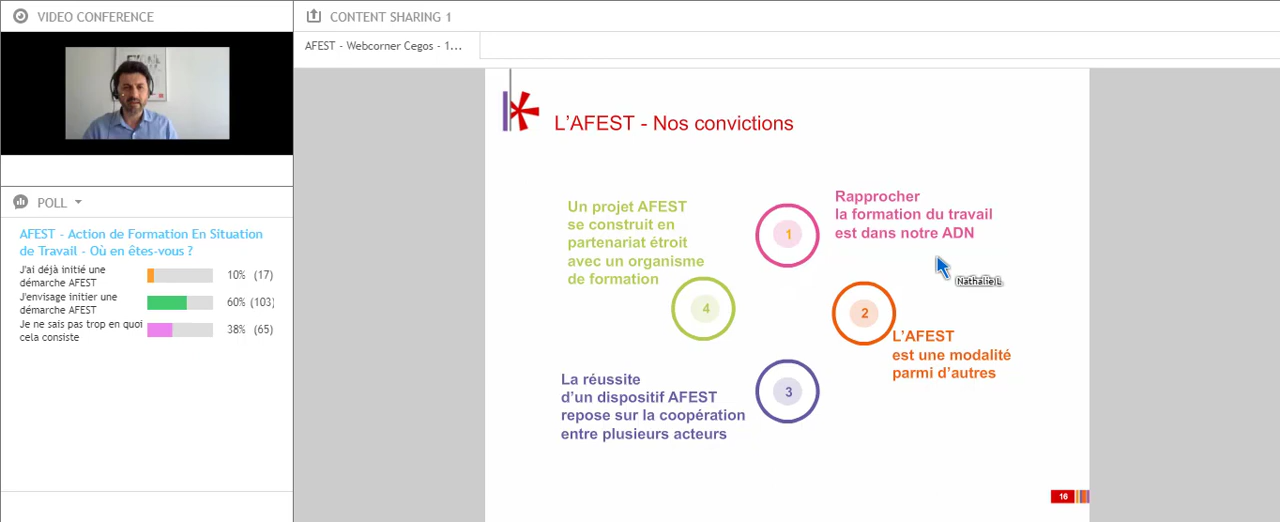 VIDEO CONFERENCE
POLL
AFEST - Action de Formation En Situation
de Travail - Où en êtes-vous ?
J'ai déjà initié une
démarche AFEST
10% (17)
J'envisage initier une
démarche AFEST
60% (103)
Je ne sais pas trop en quoi
cela consiste
38% (65)
CONTENT SHARING 1
AFEST - Webcorner Cegos - 1...
L'AFEST - Nos convictions
1
Rapprocher
la formation du travail
est dans notre ADN
Nathalie L
2
L'AFEST
est une modalité
parmi d'autres
3
La réussite
d'un dispositif AFEST
repose sur la coopération
entre plusieurs acteurs
4
Un projet AFEST
se construit en
partenariat étroit
avec un organisme
de formation
16